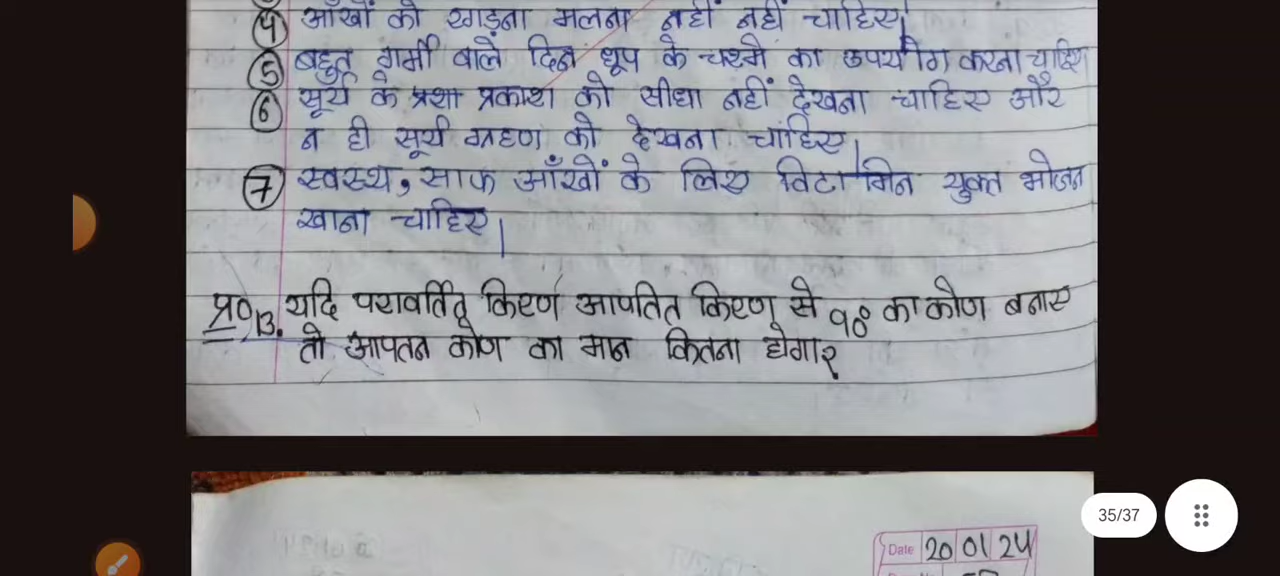 4 आँखों को रगड़ना मलना नहीं नहीं चाहिए।
5 बहुत गर्मी वाले दिन धूप के चश्मे का उपयोग करना चाहिए
6 सूर्य के प्रशा प्रकाश को सीधा नहीं देखना चाहिए और
न ही सूर्य ग्रहण को देखना चाहिए।
7 स्वस्थ, साफ आँखों के लिए विटामिन युक्त भोजन
खाना चाहिए।
प्र०13. यदि परावर्तित किरण आपतित किरण से 90° का कोण बनाए
तो आपतन कोण का मान कितना होगा?
35/37
Date 20 01 24